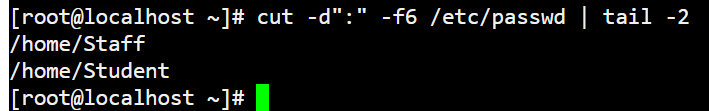 [root@localhost ~]# cut -d":" -f6 /etc/passwd | tail -2
/home/Staff
/home/Student
[root@localhost ~]#